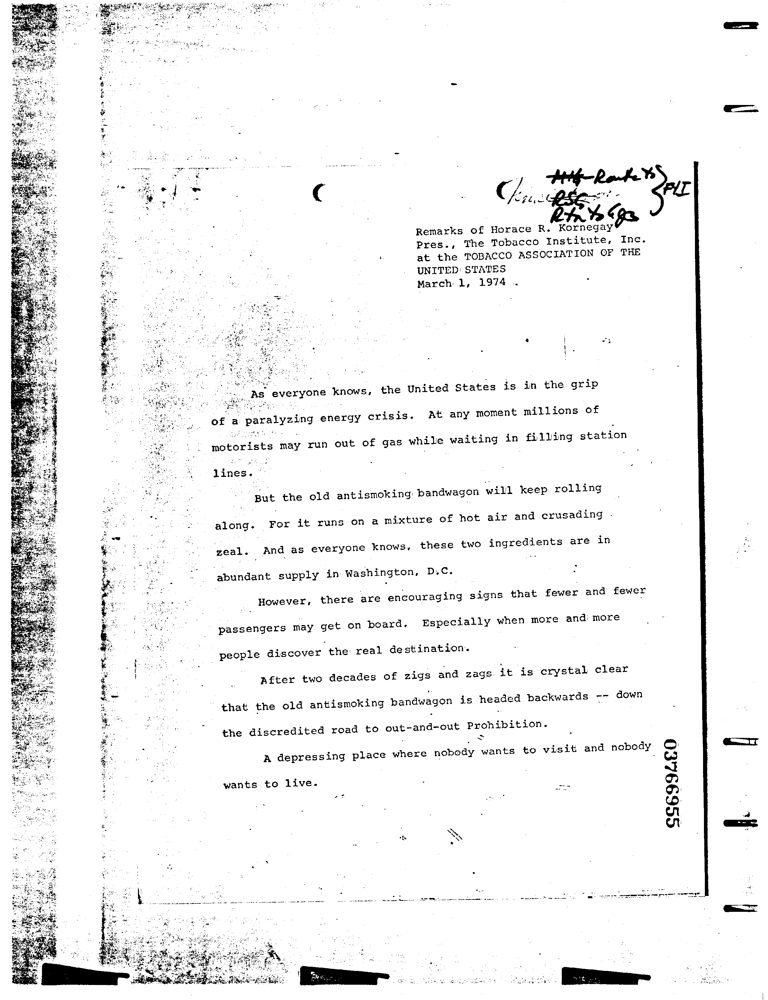 Route to
PLI
Rtn to
Remarks of Horace R. Kornegay
Pres., The Tobacco Institute, Inc.
at the TOBACCO ASSOCIATION OF THE
UNITED STATES
March 1, 1974
As everyone knows, the United States is in the grip
of a paralyzing energy crisis. At any moment millions of
motorists may run out of gas while waiting in filling station
lines.
But the old antismoking bandwagon will keep rolling
along. For it runs on a mixture of hot air and crusading
zeal. And as everyone knows, these two ingredients are in
abundant supply in Washington, D.C.
However, there are encouraging signs that fewer and fewer
passengers may get on board. Especially when more and more
people discover the real destination.
After two decades of zigs and zags it is crystal clear
that the old antismoking bandwagon is headed backwards -- down
the discredited road to out-and-out Prohibition.
A depressing place where nobody wants to visit and nobody
wants to live.
03766955